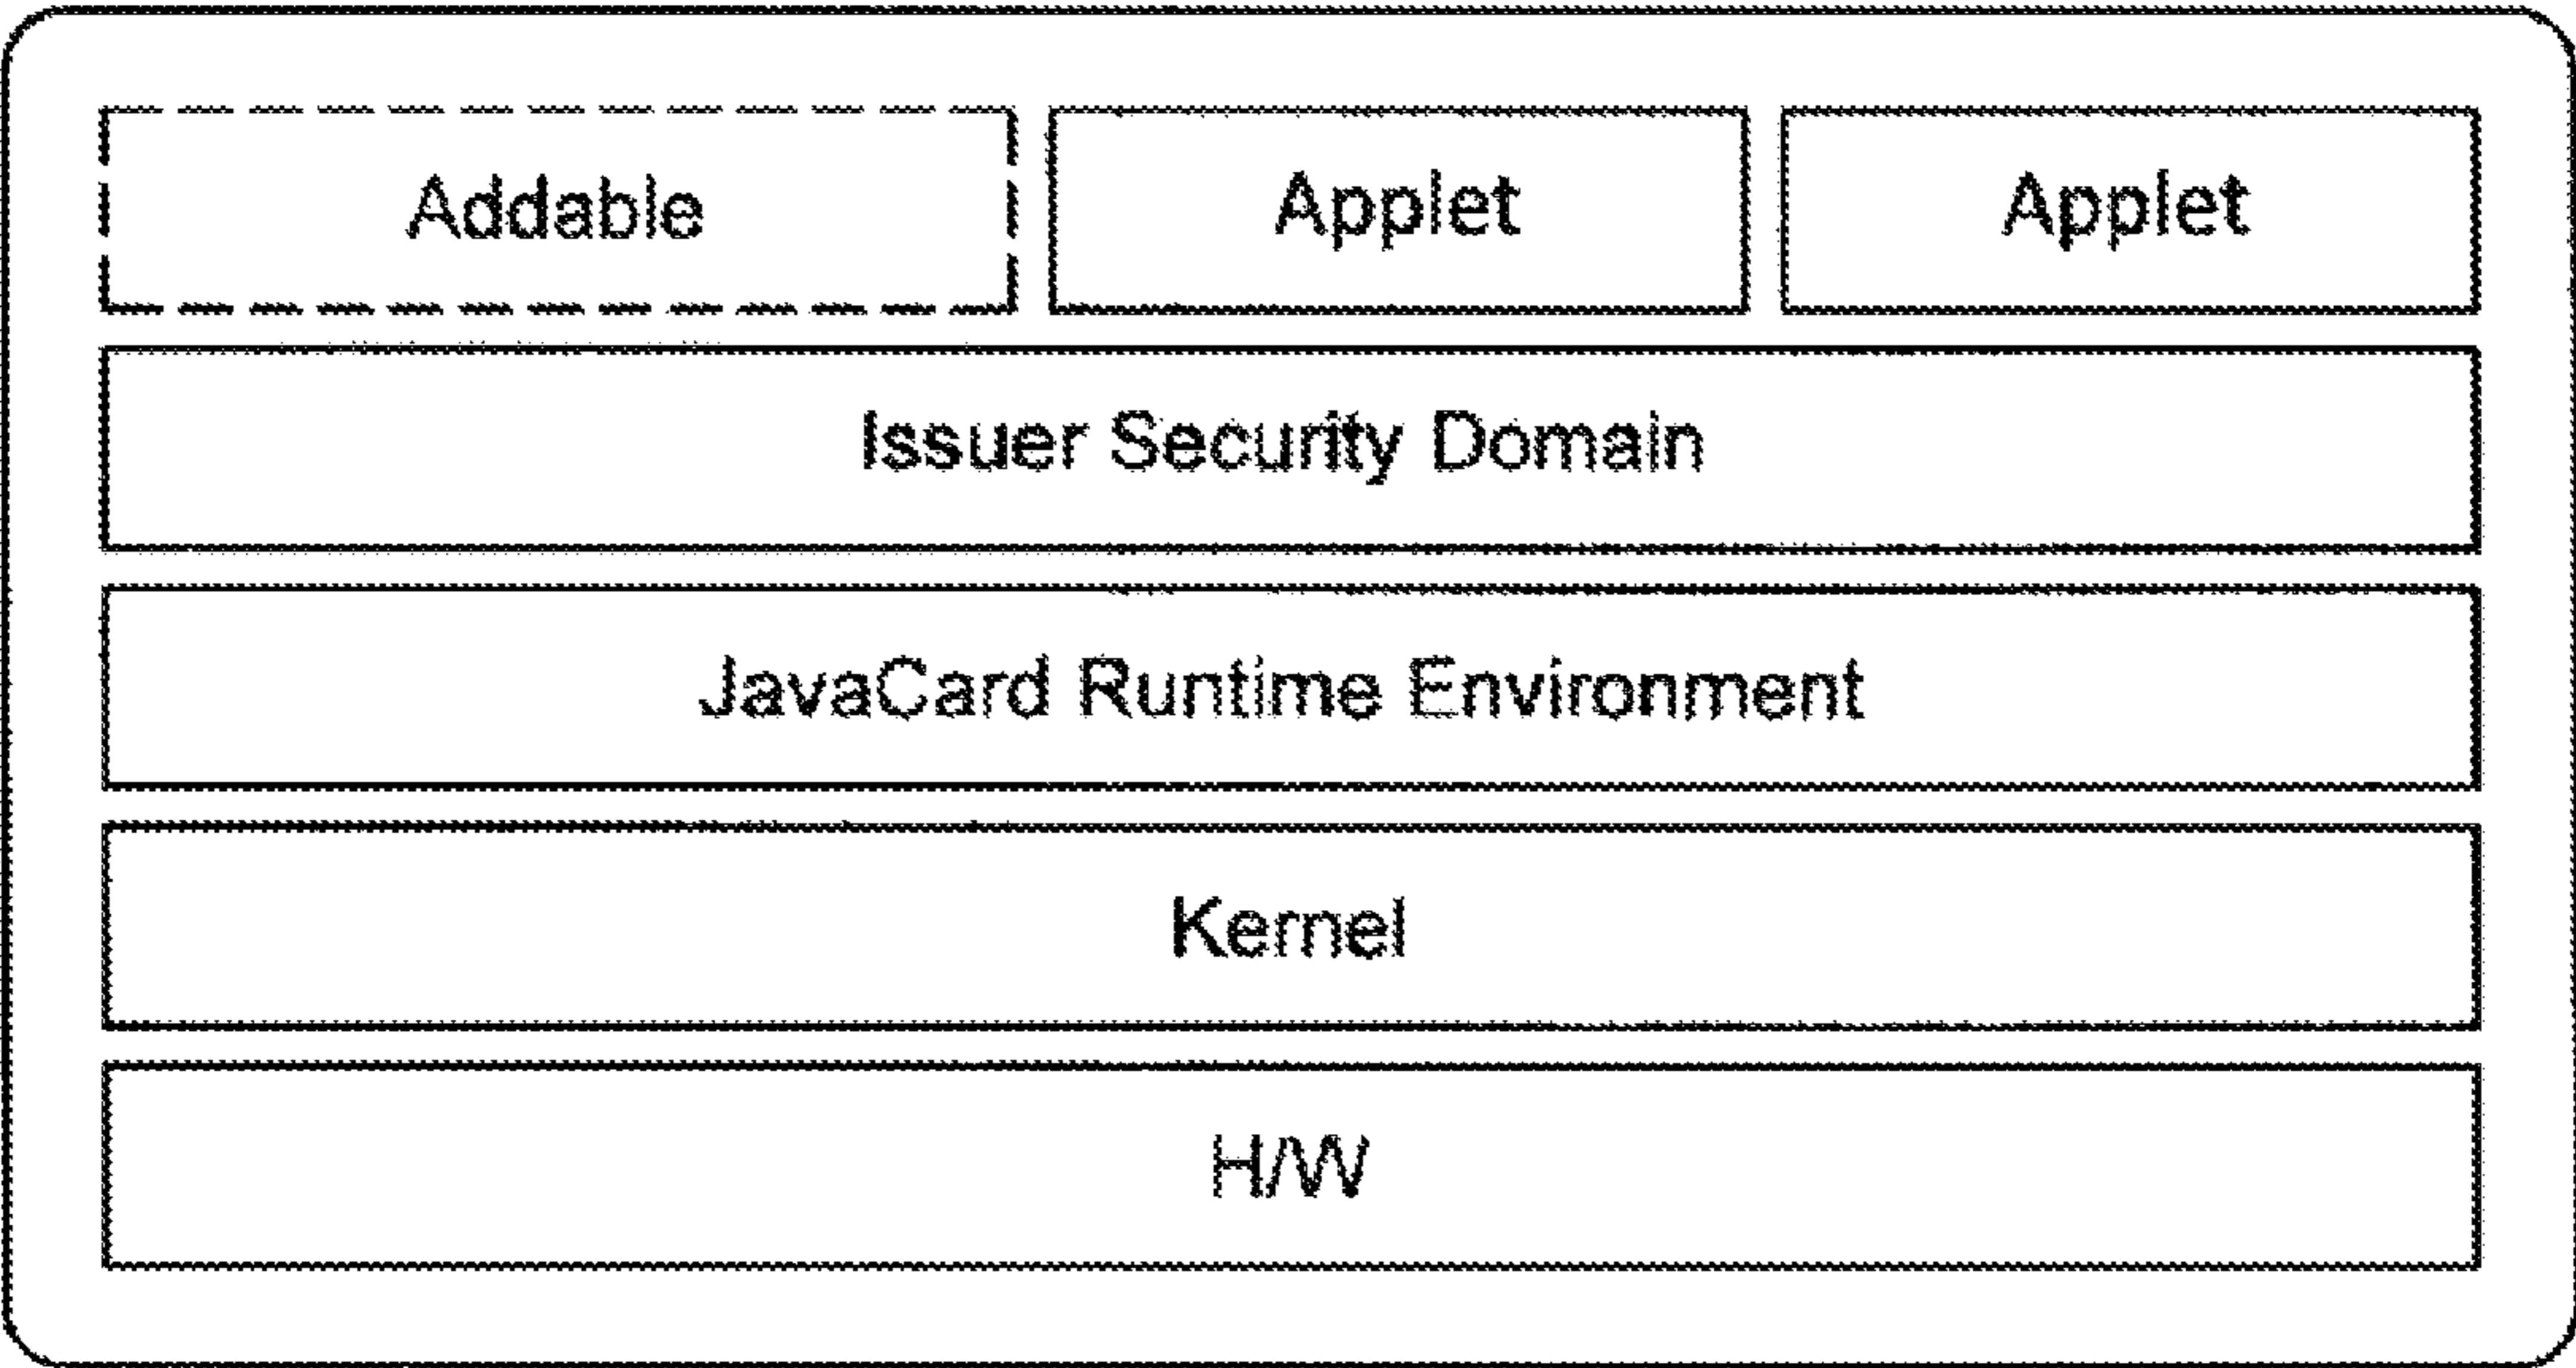 Addable Applet Applet
Issuer Security Domain
JavaCard Runtime Environment
Kernel
H/W